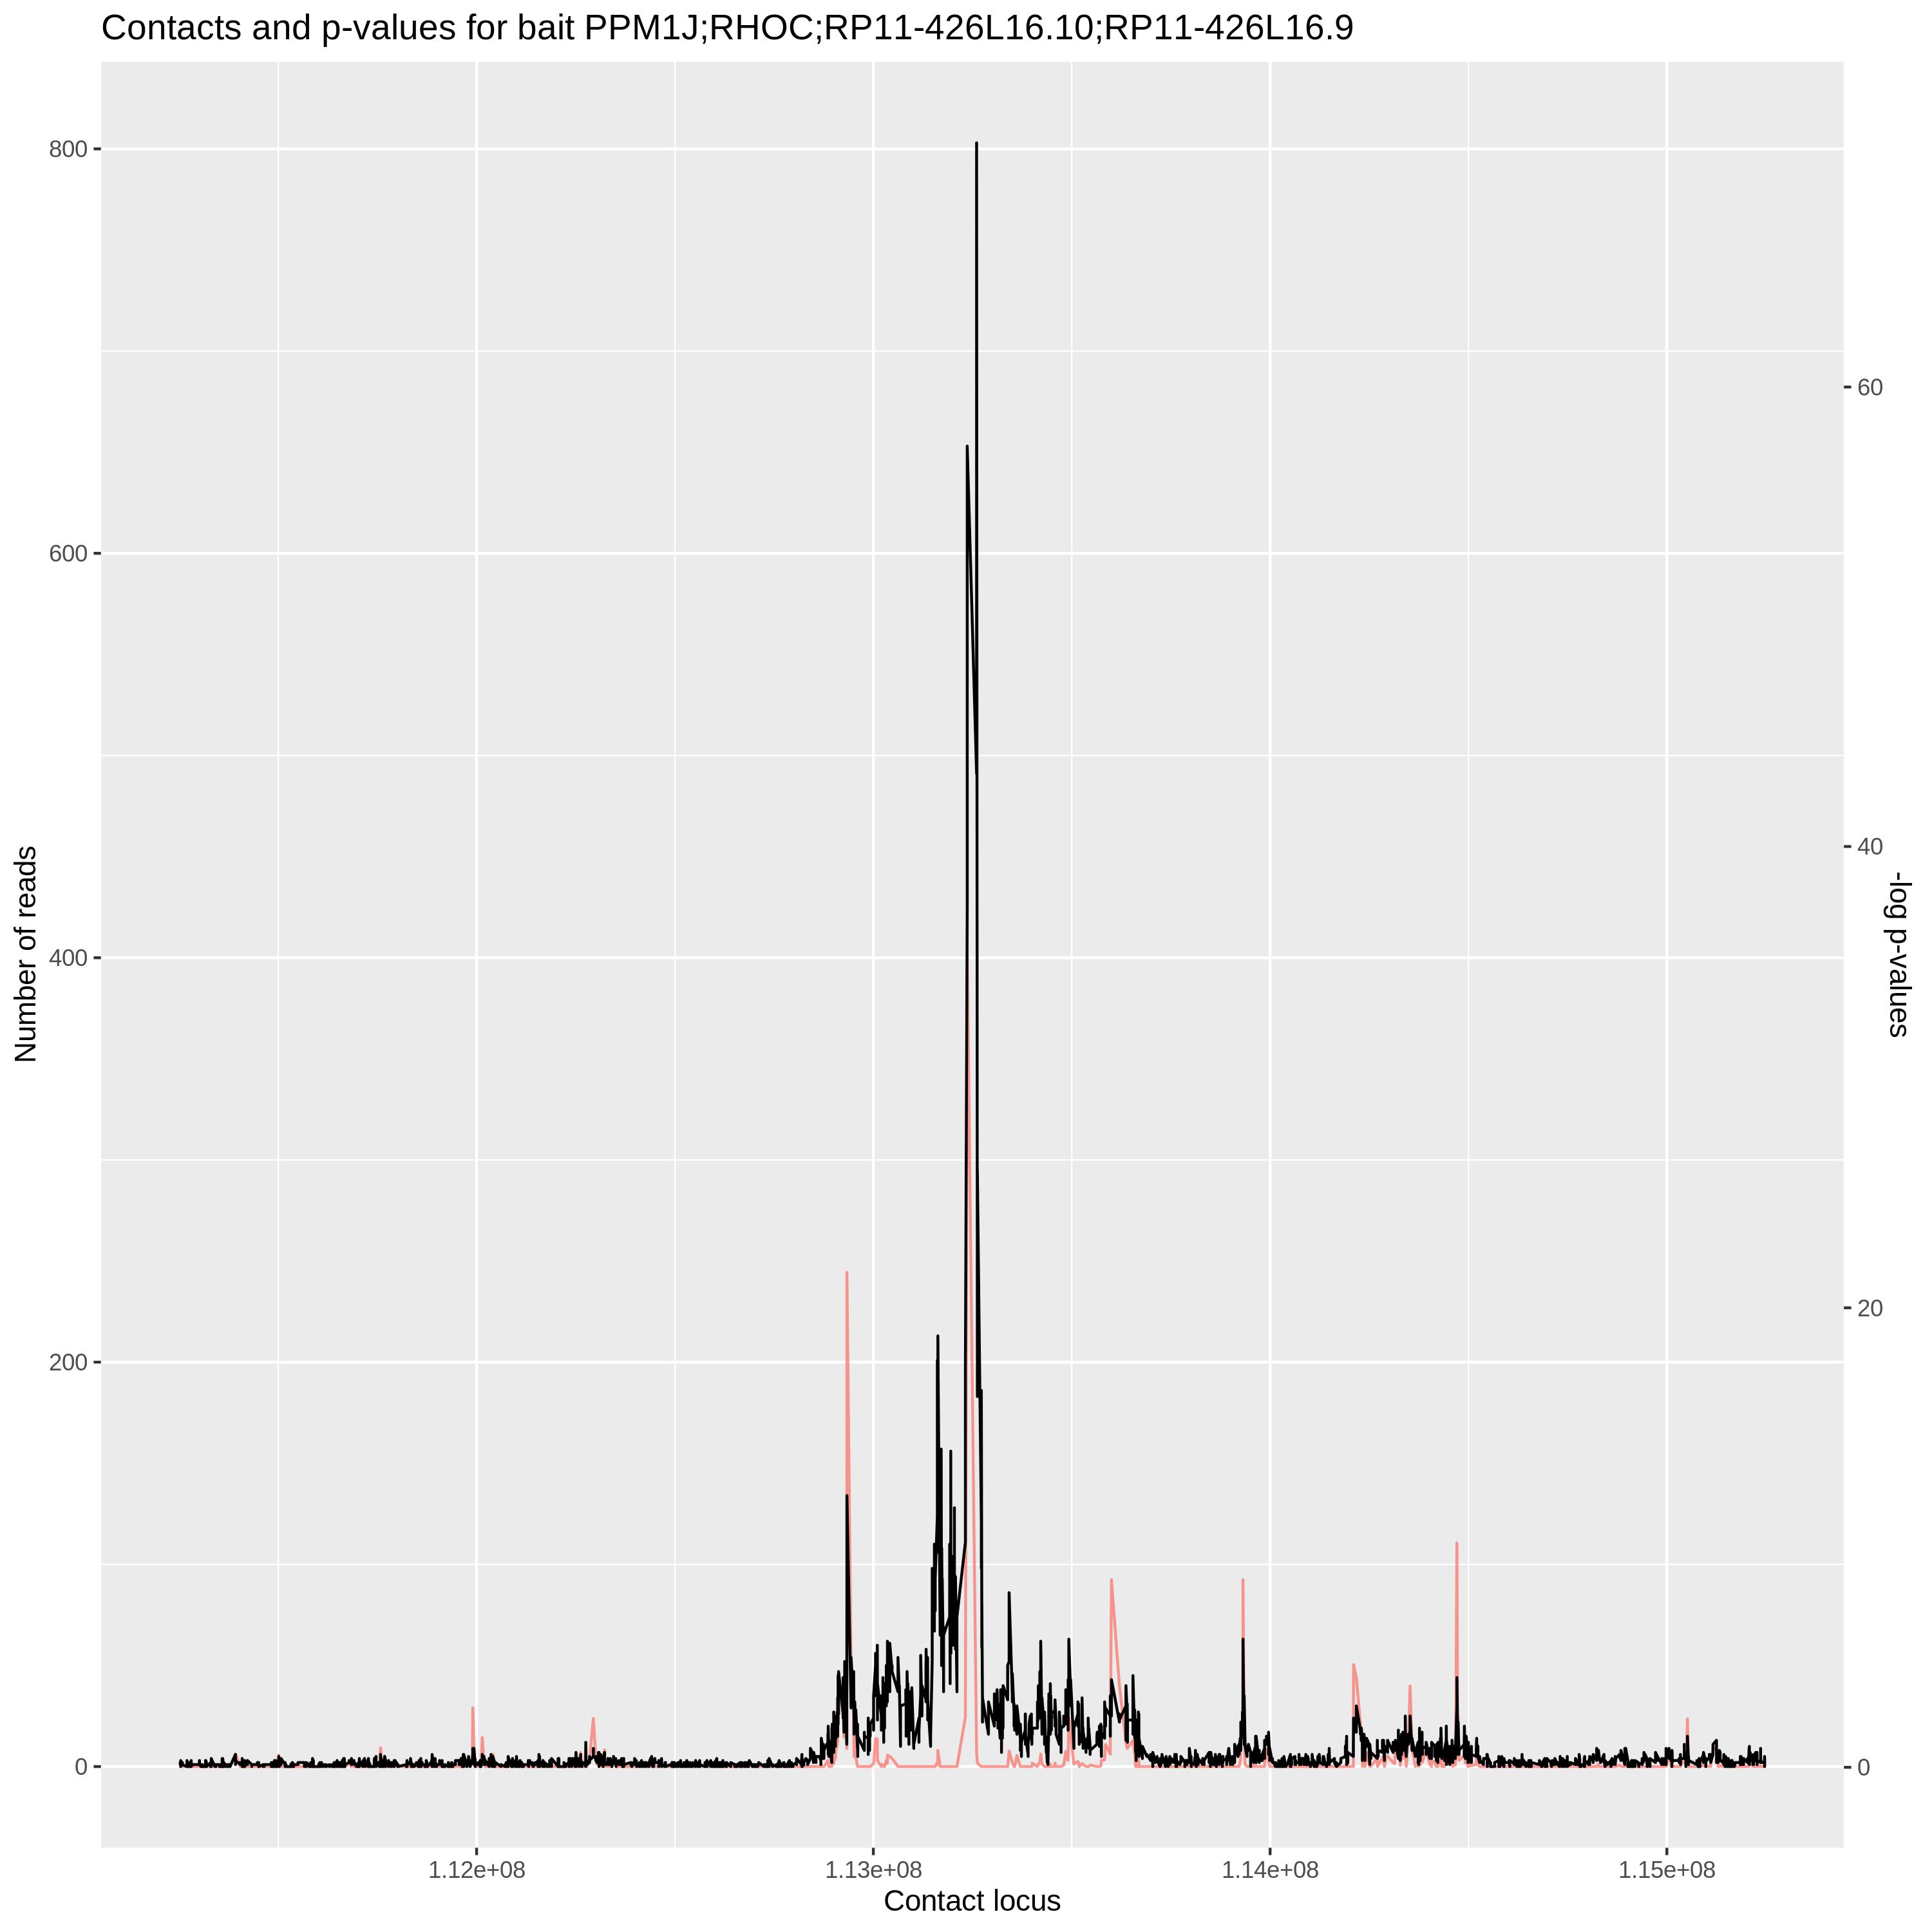 Contacts and p-values for bait PPM1J;RHOC;RP11-426L16.10;RP11-426L16.9
800
600
400
200
0
Number of reads
60
40
20
0
-log p-values
1.12e+08
1.13e+08
1.14e+08
1.15e+08
Contact locus